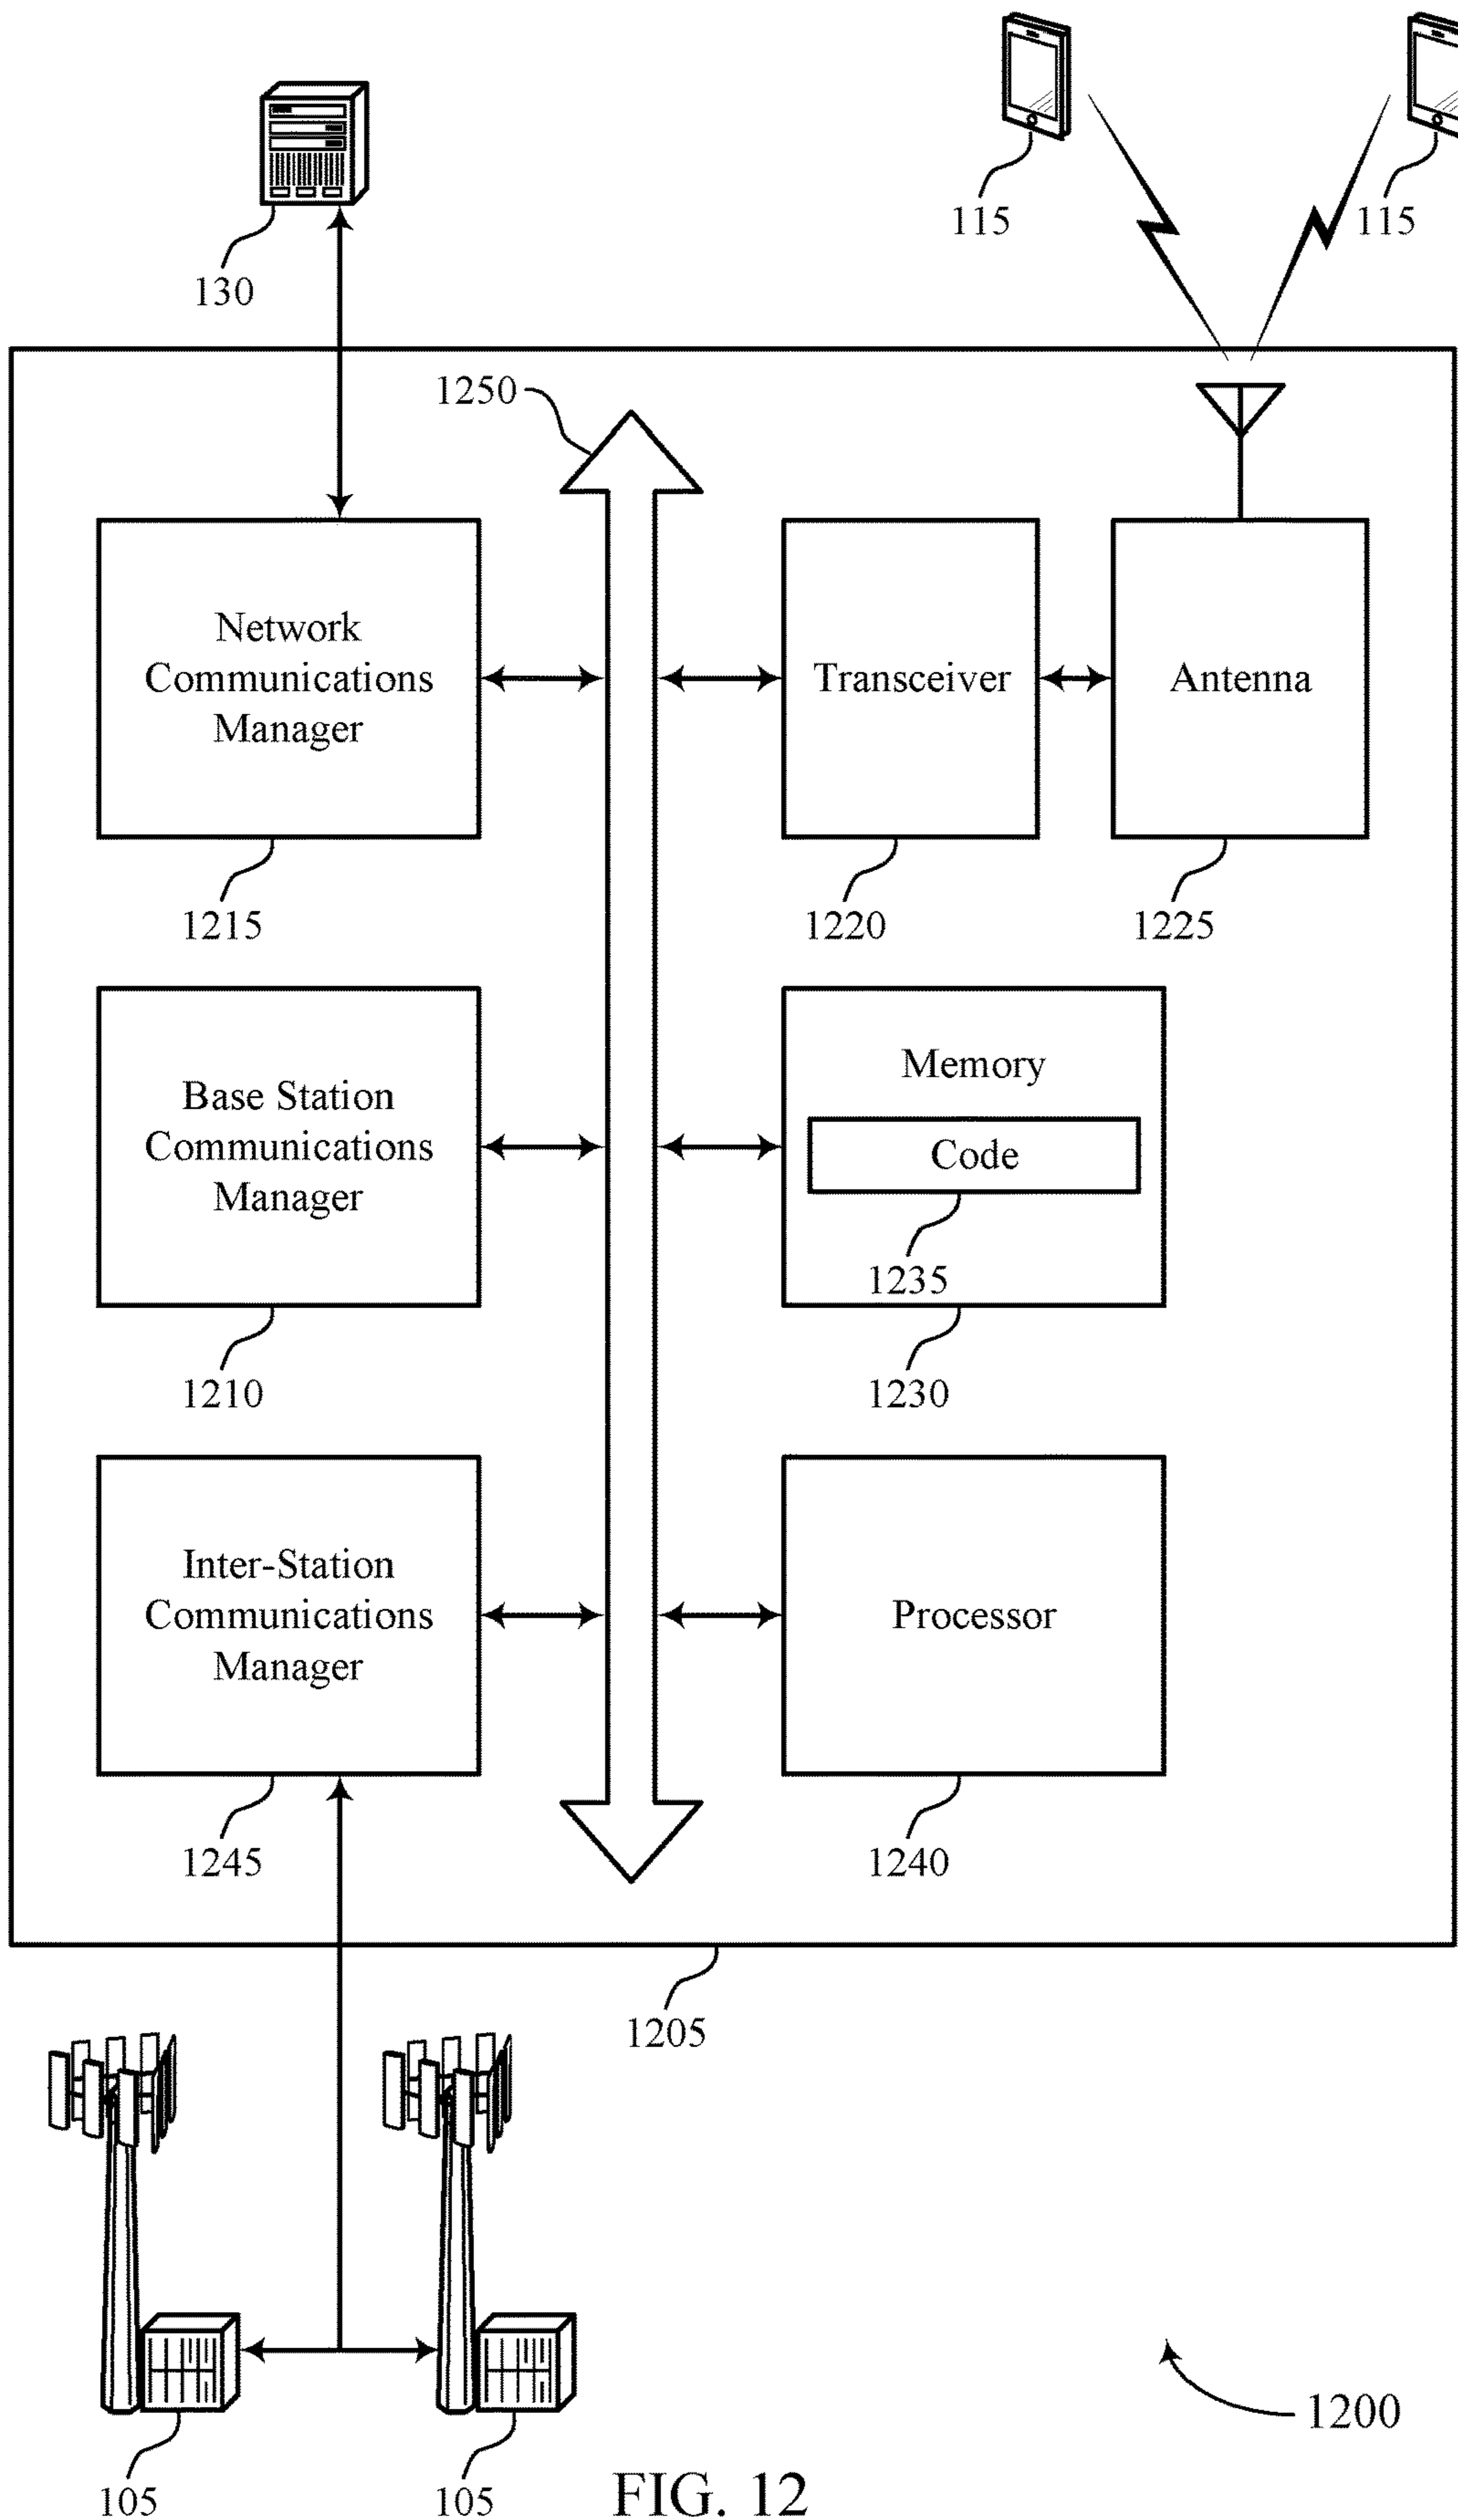 115
115
130
1250
Network
Communications
Manager
Transceiver
Antenna
1215
1220
1225
Base Station
Communications
Manager
Memory
Code
1235
1210
1230
Inter-Station
Communications
Manager
Processor
1245
1240
1205
1200
105
105
FIG. 12